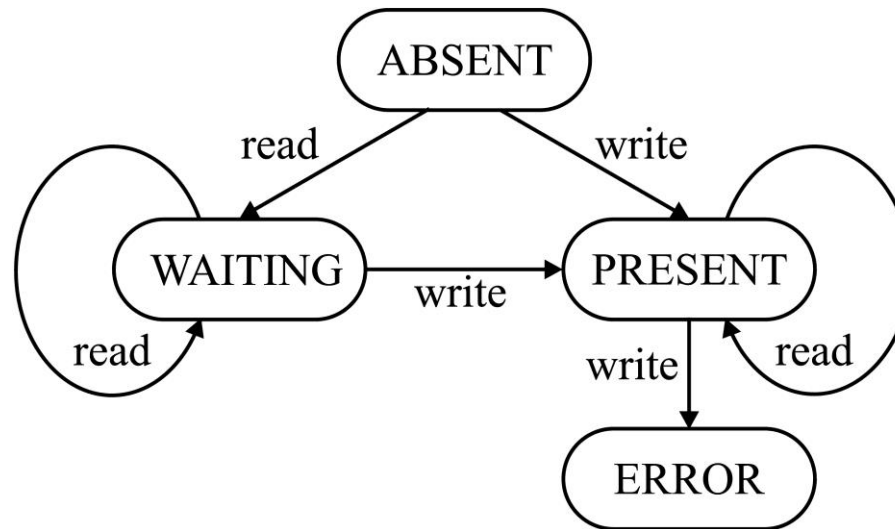 ABSENT
read
write
WAITING
write
PRESENT
read
write
read
ERROR